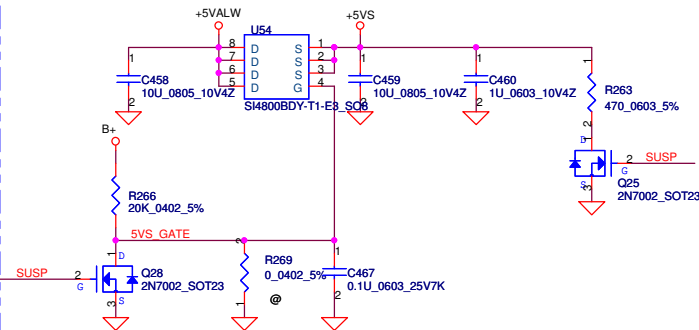 +5VALW
+5VS
U54
8 D S 1
7 D S 2
6 D S 3
5 D G 4
SI4800BDY-T1-E3_SO8
1
C458
10U_0805_10V4Z
2
1
C459
10U_0805_10V4Z
2
1
C460
1U_0603_10V4Z
2
1
R263
470_0603_5%
2
1
D
2
SUSP
G
S
3
Q25
2N7002_SOT23
B+
R266
20K_0402_5%
5VS_GATE
SUSP
2
G
1
D
S
3
Q28
2N7002_SOT23
2
R269
0_0402_5%
1
@
1
C467
0.1U_0603_25V7K
2